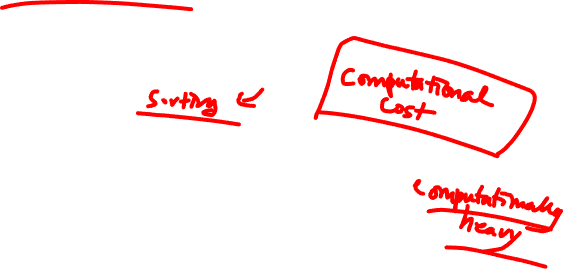 Computational
Cost
Sorting
Computationally
heavy